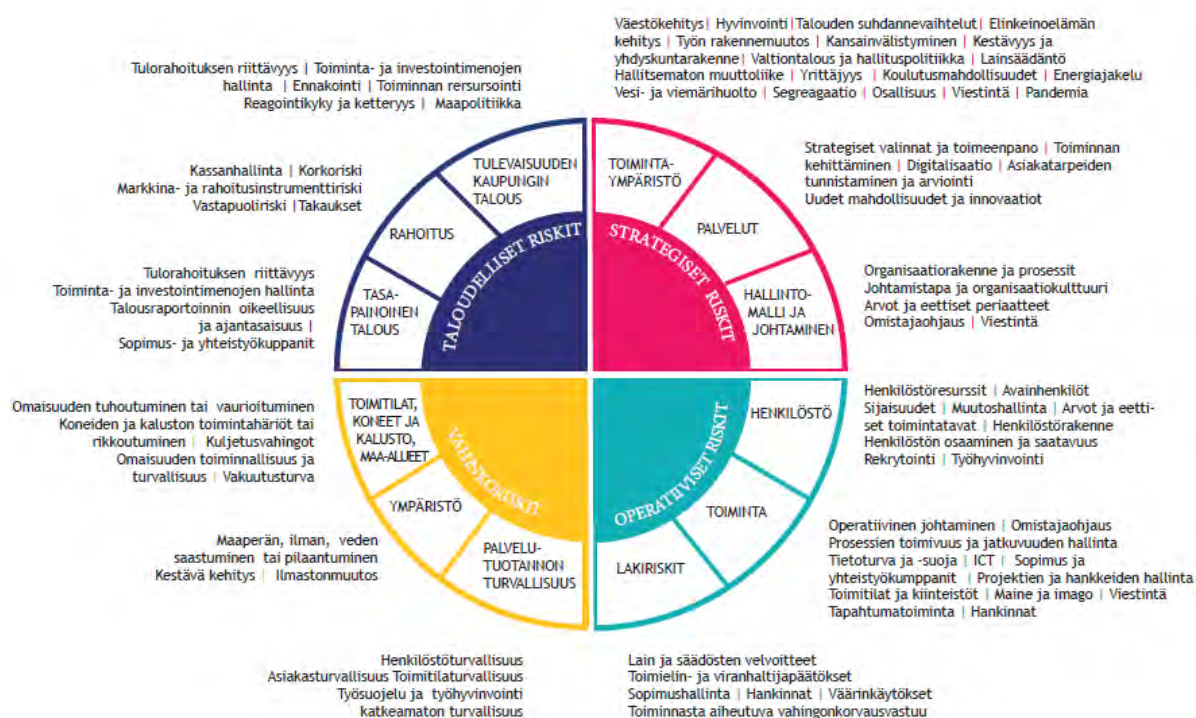 Väestökehitys | Hyvinvointi | Talouden suhdannevaihtelut | Elinkeinoelämän
kehitys | Työn rakennemuutos | Kansainvälistyminen | Kestävyys ja
yhdyskuntarakenne | Valtiontalous ja hallituspolitiikka | Lainsäädäntö
Hallitsematon muuttoliike | Yrittäjyys | Koulutusmahdollisuudet | Energiajakelu
Vesi- ja viemärihuolto | Segreagaatio | Osallisuus | Viestintä | Pandemia
Tulorahoituksen riittävyys | Toiminta- ja investointimenojen
hallinta | Ennakointi | Toiminnan rersursointi
Reagointikyky ja ketteryys | Maapolitiikka
Kassanhallinta | Korkoriski
Markkina- ja rahoitusinstrumenttiriski
Vastapuoliriski | Takaukset
Tulorahoituksen riittävyys
Toiminta- ja investointimenojen hallinta
Talousraportoinnin oikeellisuus
ja ajantasaisuus |
Sopimus- ja yhteistyökuppanit
TULEVAISUUDEN
KAUPUNGIN
TALOUS
RAHOITUS
TASA-
PAINOINEN
TALOUS
TALOUDELLISET RISKIT
TOIMINTA-
YMPÄRISTÖ
PALVELUT
HALLINTO-
MALLI JA
JOHTAMINEN
STRATEGISET RISKIT
Strategiset valinnat ja toimeenpano | Toiminnan
kehittäminen | Digitalisaatio | Asiakatarpeiden
tunnistaminen ja arviointi
Uudet mahdollisuudet ja innovaatiot
Organisaatiorakenne ja prosessit
Johtamistapa ja organisaatiokulttuuri
Arvot ja eettiset periaatteet
Omistajaohjaus | Viestintä
Omaisuuden tuhoutuminen tai vaurioituminen
Koneiden ja kaluston toimintahäriöt tai
rikkoutuminen | Kuljetusvahingot
Omaisuuden toiminnallisuus ja
turvallisuus | Vakuutusturva
Maaperän, ilman, veden
saastuminen tai pilaantuminen
Kestävä kehitys | Ilmastonmuutos
TOIMITILAT,
KONEET JA
KALUSTO,
MAA-ALUEET
YMPÄRISTÖ
PALVELU-
TUOTANNON
TURVALLISUUS
VAHINKORISKIT
HENKILÖSTÖ
TOIMINTA
LAKIRISKIT
OPERATIIVISET RISKIT
Henkilöstöresurssit | Avainhenkilöt
Sijaisuudet | Muutoshallinta | Arvot ja eetti-
set toimintatavat | Henkilöstörakenne
Henkilöstön osaaminen ja saatavuus
Rekrytointi | Työhyvinvointi
Operatiivinen johtaminen | Omistajaohjaus
Prosessien toimivuus ja jatkuvuuden hallinta
Tietoturva ja -suoja | ICT | Sopimus ja
yhteistyökumppanit | Projektien ja hankkeiden hallinta
Toimitilat ja kiinteistöt | Maine ja imago | Viestintä
Tapahtumatoiminta | Hankinnat
Henkilöstöturvallisuus
Asiakasturvallisuus Toimitilaturvallisuus
Työsuojelu ja työhyvinvointi
katkeamaton turvallisuus
Lain ja säädösten velvoitteet
Toimielin- ja viranhaltijapäätökset
Sopimushallinta | Hankinnat | Väärinkäytökset
Toiminnasta aiheutuva vahingonkorvausvastuu